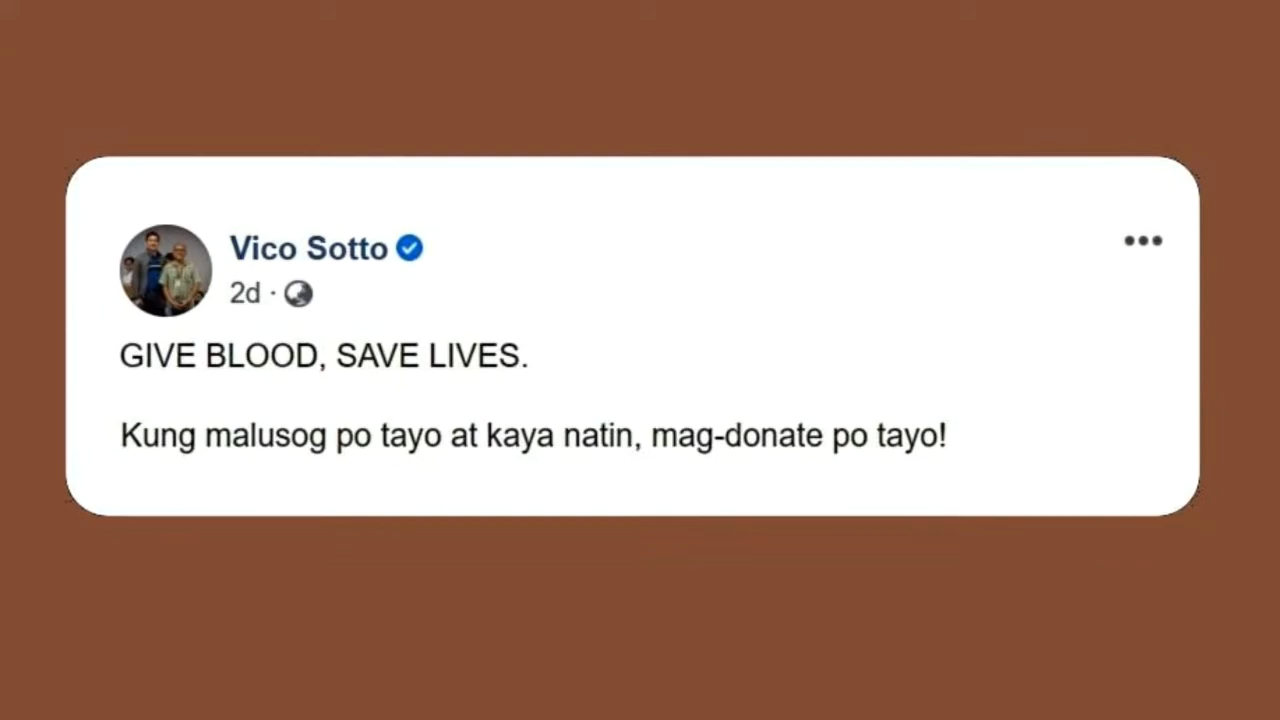 Vico Sotto
2d ·
GIVE BLOOD, SAVE LIVES.
Kung malusog po tayo at kaya natin, mag-donate po tayo!